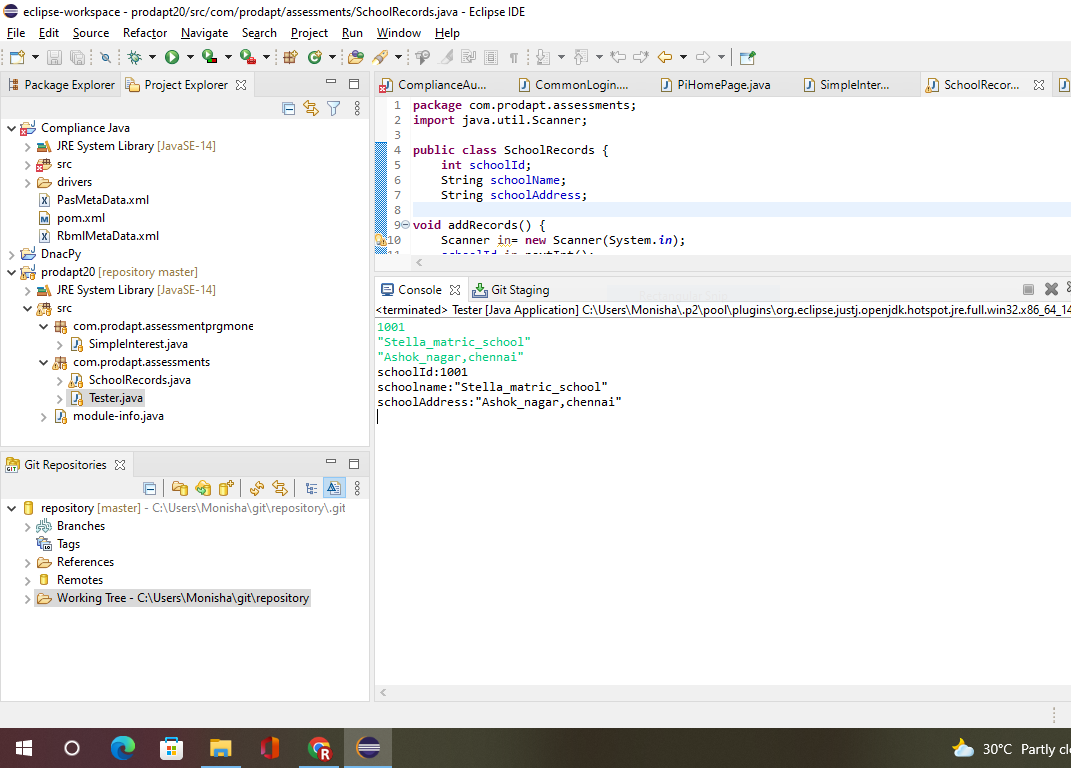 eclipse-workspace - prodapt20/src/com/prodapt/assessments/SchoolRecords.java - Eclipse IDE
File Edit Source Refactor Navigate Search Project Run Window Help
Package Explorer Project Explorer
Compliance Java
JRE System Library [JavaSE-14]
src
drivers
PasMetaData.xml
pom.xml
RbmlMetaData.xml
DnacPy
prodapt20 [repository master]
JRE System Library [JavaSE-14]
src
com.prodapt.assessmentprgmone
SimpleInterest.java
com.prodapt.assessments
SchoolRecords.java
Tester.java
module-info.java
Git Repositories
repository [master] - C:\Users\Monisha\git\repository\.git
Branches
Tags
References
Remotes
Working Tree - C:\Users\Monisha\git\repository
ComplianceAu... CommonLogin.... PiHomePage.java SimpleInter... SchoolRecor...
1 package com.prodapt.assessments;
2 import java.util.Scanner;
3
4 public class SchoolRecords {
5 int schoolId;
6 String schoolName;
7 String schoolAddress;
8
9 void addRecords() {
10 Scanner in= new Scanner(System.in);
Console Git Staging
<terminated> Tester [Java Application] C:\Users\Monisha\.p2\pool\plugins\org.eclipse.justj.openjdk.hotspot.jre.full.win32.x86_64_14
1001
"Stella_matric_school"
"Ashok_nagar,chennai"
schoolId:1001
schoolname:"Stella_matric_school"
schoolAddress:"Ashok_nagar,chennai"
30°C Partly